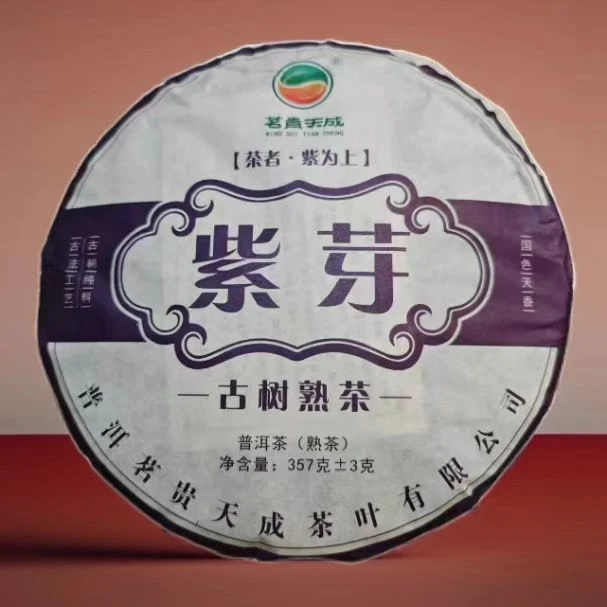 ®
茗貴天成
MING GUI TIAN CHENG
【茶者·紫为上】
紫芽
古树纯料
古法工艺
国色天香
古树熟茶
普洱茶（熟茶）
净含量：357克±3克
普洱茗贵天成茶叶有限公司